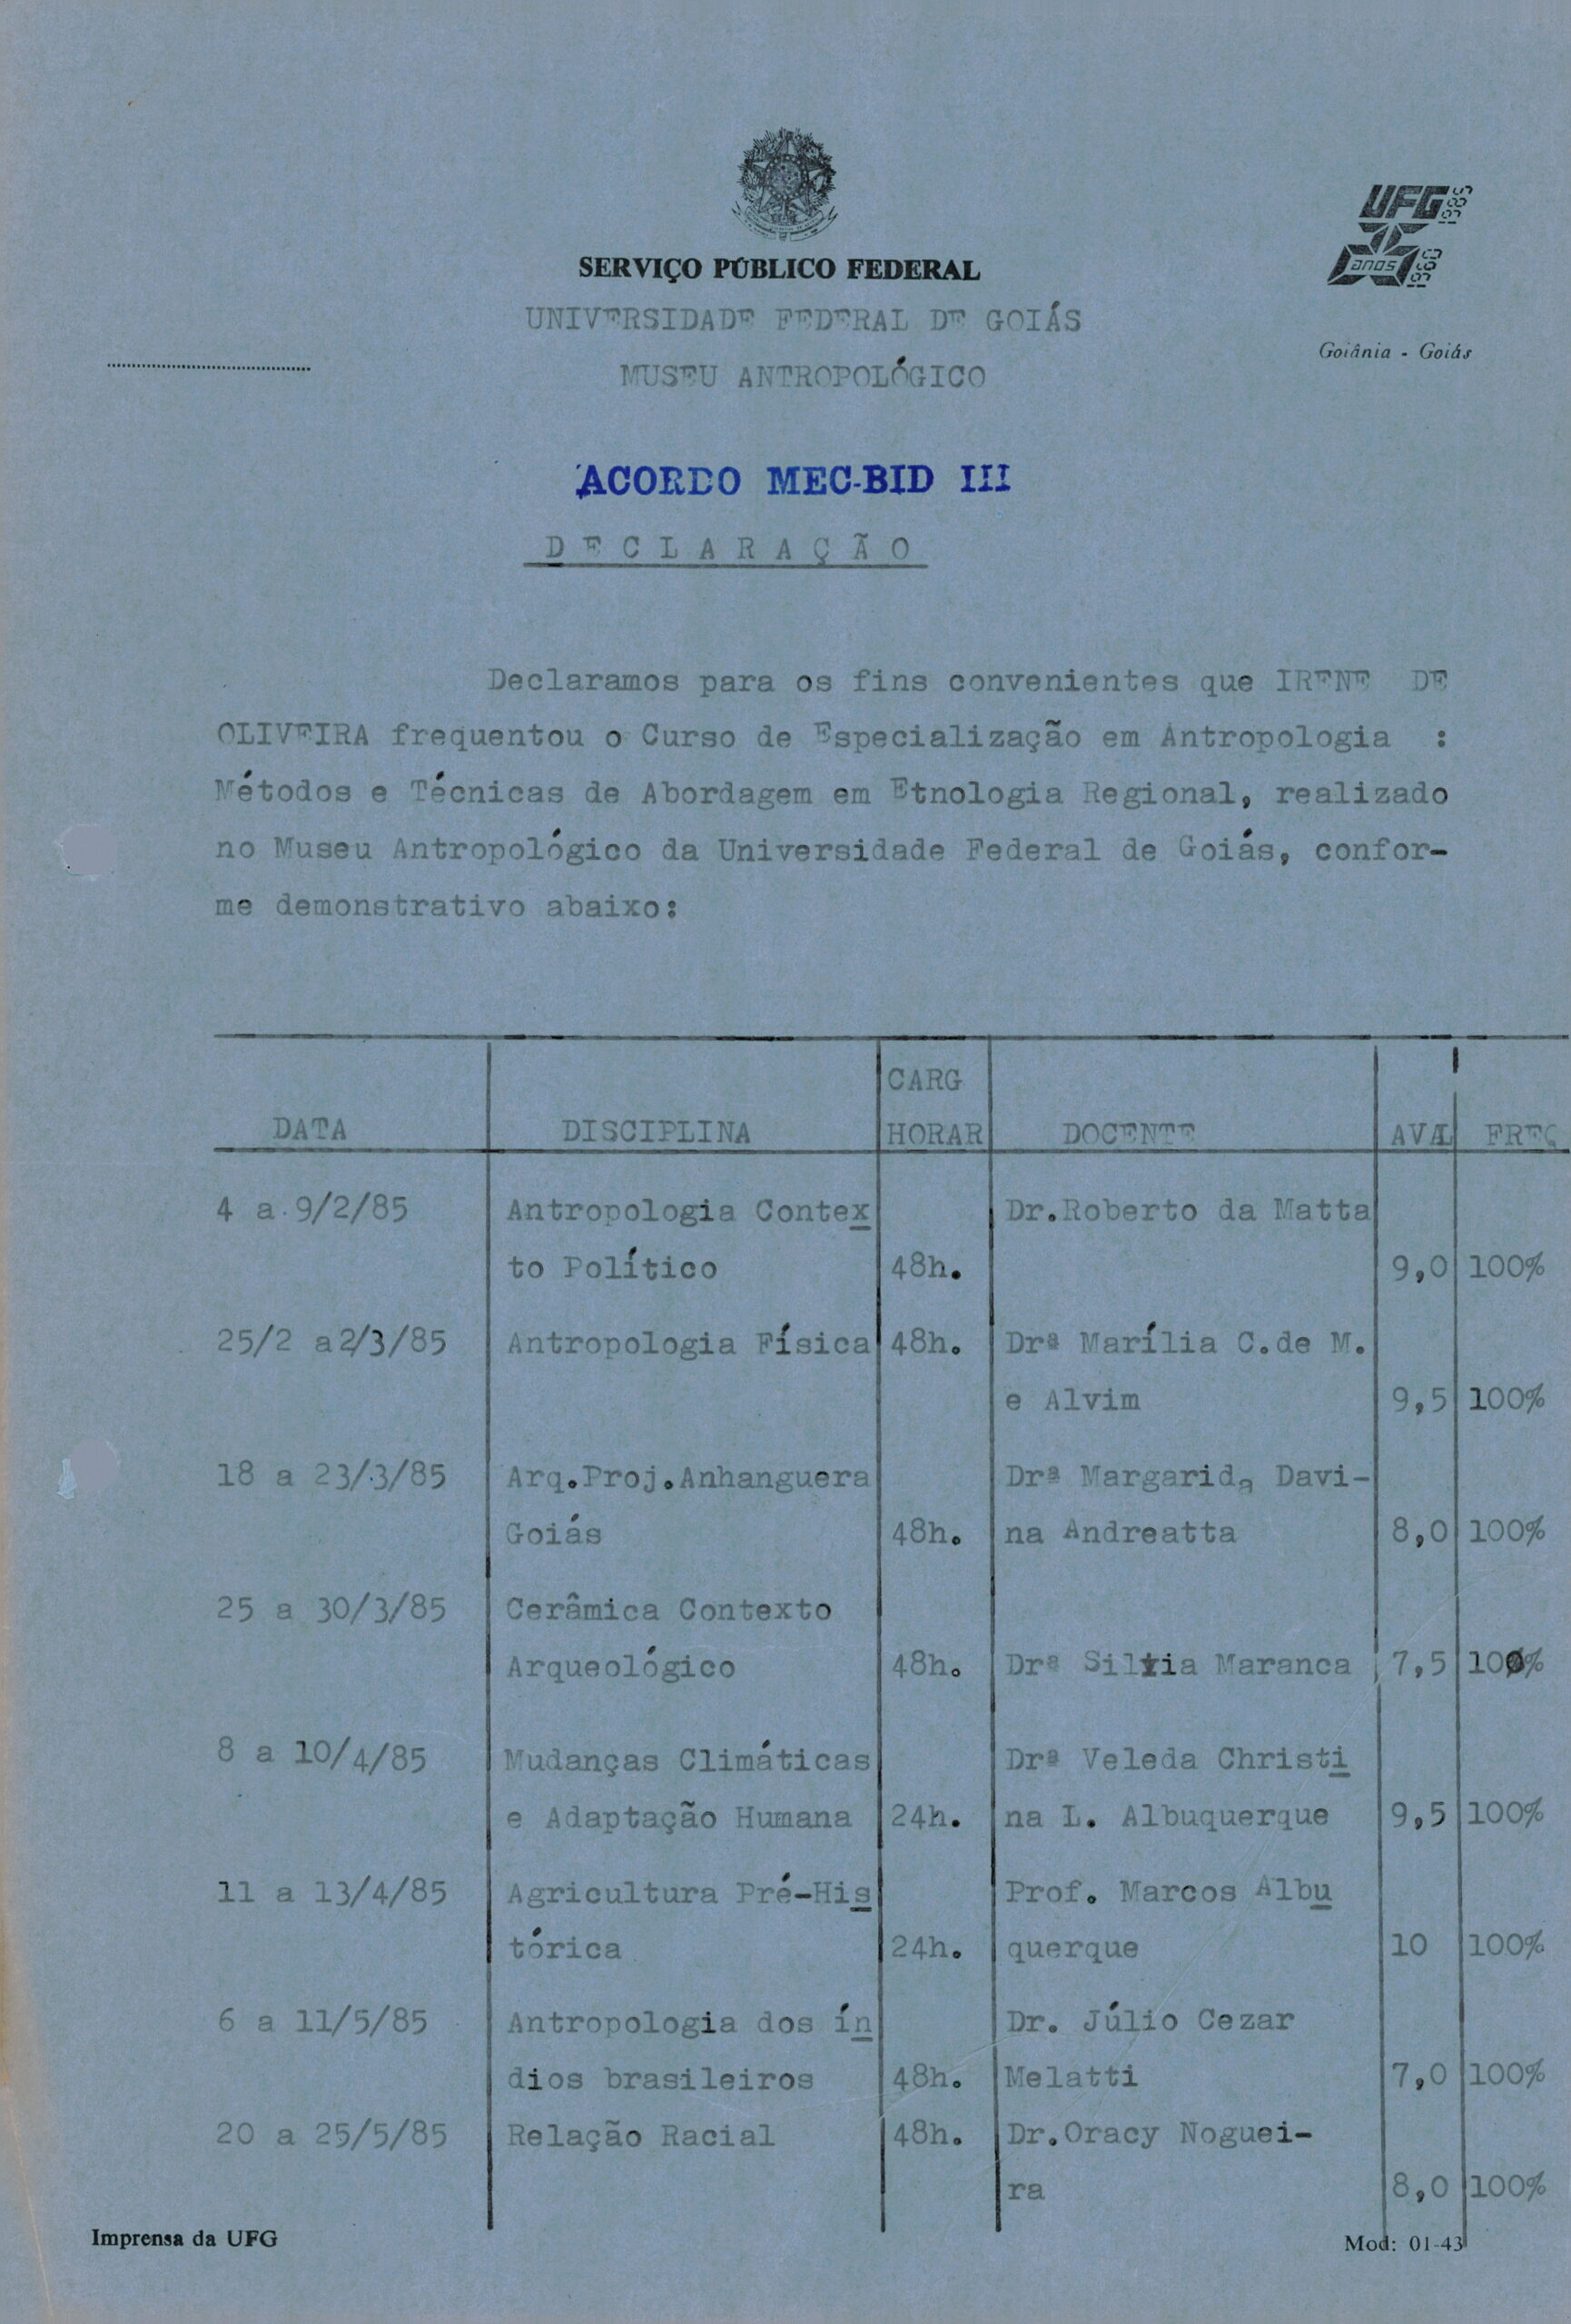 UFG 1985
anos 1960
SERVIÇO PÚBLICO FEDERAL
UNIVERSIDADE FEDERAL DE GOIÁS
Goiânia - Goiás
MUSEU ANTROPOLÓGICO
ACORDO MEC-BID III
DECLARAÇÃO
Declaramos para os fins convenientes que IRENE DE
OLIVEIRA frequentou o Curso de Especialização em Antropologia :
Métodos e Técnicas de Abordagem em Etnologia Regional, realizado
no Museu Antropológico da Universidade Federal de Goiás, confor-
me demonstrativo abaixo:
CARG
DATA DISCIPLINA HORAR DOCENTE AVAL FREQ
4 a 9/2/85 Antropologia Contex Dr.Roberto da Matta
to Político 48h. 9,0 100%
25/2 a2/3/85 Antropologia Física 48h. Drª Marília C.de M.
e Alvim 9,5 100%
18 a 23/3/85 Arq.Proj.Anhanguera Drª Margarida Davi-
Goiás 48h. na Andreatta 8,0 100%
25 a 30/3/85 Cerâmica Contexto
Arqueológico 48h. Drª Maranca 7,5 100%
8 a 10/4/85 Mudanças Climáticas Drª Veleda Christi
e Adaptação Humana 24h. na L. Albuquerque 9,5 100%
11 a 13/4/85 Agricultura Pré-His Prof. Marcos Albu
tórica 24h. querque 10 100%
6 a 11/5/85 Antropologia dos ín Dr. Júlio Cezar
dios brasileiros 48h. Melatti 7,0 100%
20 a 25/5/85 Relação Racial 48h. Dr.Oracy Noguei-
ra 8,0 100%
Imprensa da UFG Mod: 01-43